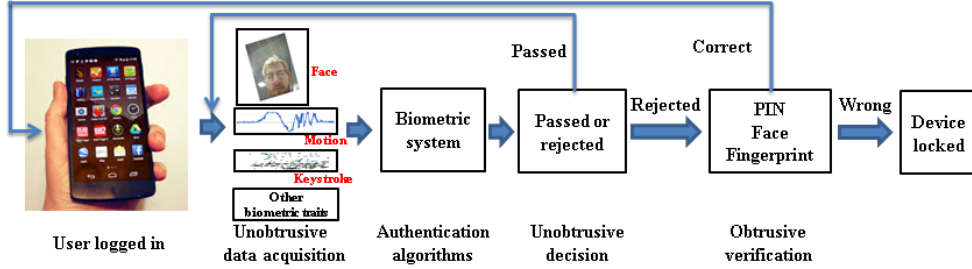 Passed
Correct
Face
Motion
Keystroke
Other
biometric traits
Biometric
system
Passed or
rejected
Rejected
PIN
Face
Fingerprint
Wrong
Device
locked
User logged in
Unobtrusive
data acquisition
Authentication
algorithms
Unobtrusive
decision
Obtrusive
verification